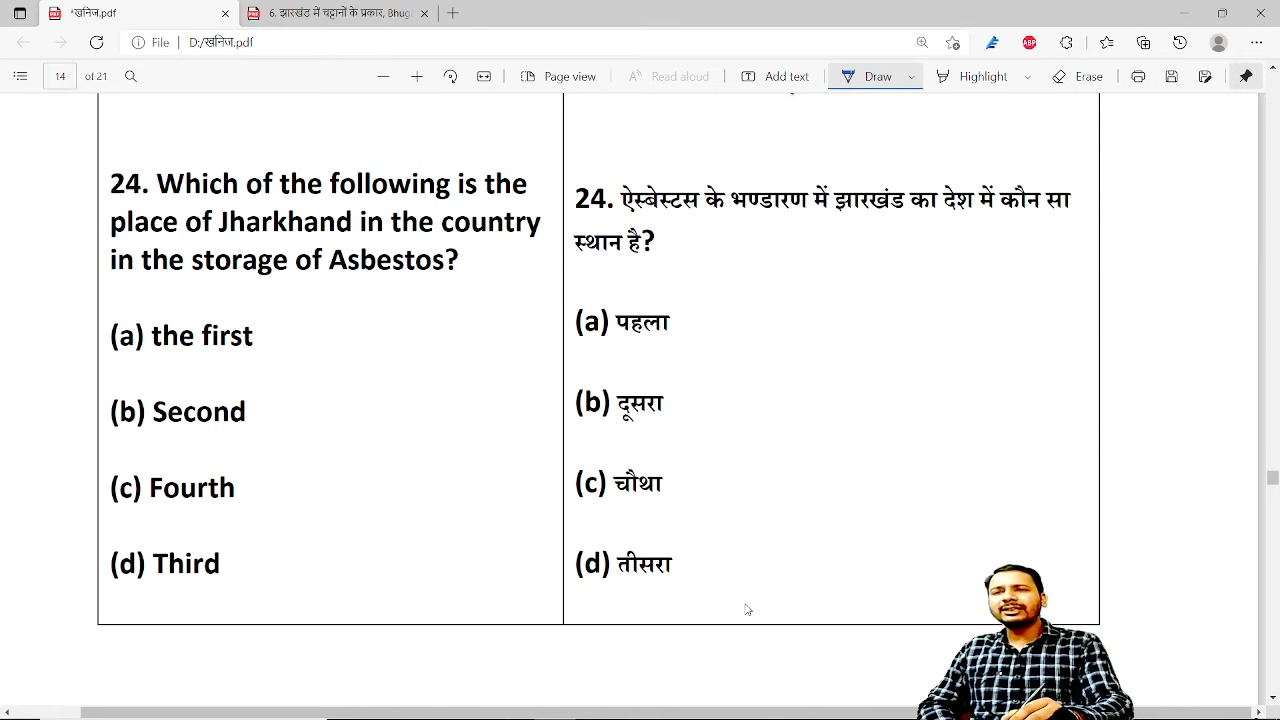 *खनिज.pdf
6. झारखंड में चट्टानों के प्रकार, Bhug
File
D:/खनिज.pdf
ABP
14 of 21
Page view
Read aloud
Add text
Draw
Highlight
Erase
24. Which of the following is the
place of Jharkhand in the country
in the storage of Asbestos?
(a) the first
(b) Second
(c) Fourth
(d) Third
24. ऐस्बेस्टस के भण्डारण में झारखंड का देश में कौन सा
स्थान है?
(a) पहला
(b) दूसरा
(c) चौथा
(d) तीसरा